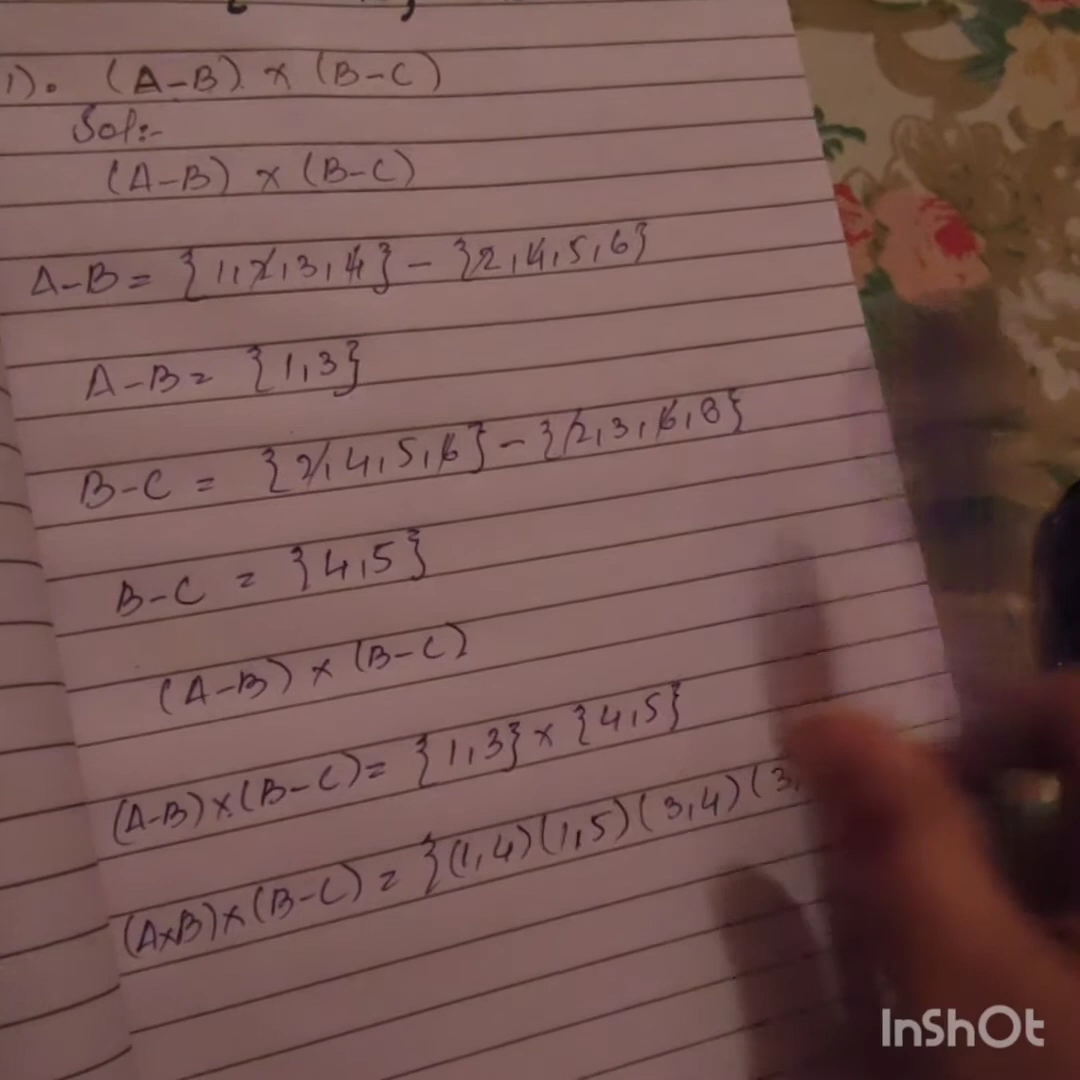 1). (A-B) × (B-C)
Sol:-
(A-B) × (B-C)
A-B = {1,2,3,4} - {2,4,5,6}
A-B = {1,3}
B-C = {2,4,5,6} - {2,3,6,8}
B-C = {4,5}
(A-B) × (B-C)
(A-B)×(B-C) = {1,3} × {4,5}
(A×B)×(B-C) = {(1,4)(1,5)(3,4)(3,
InShOt